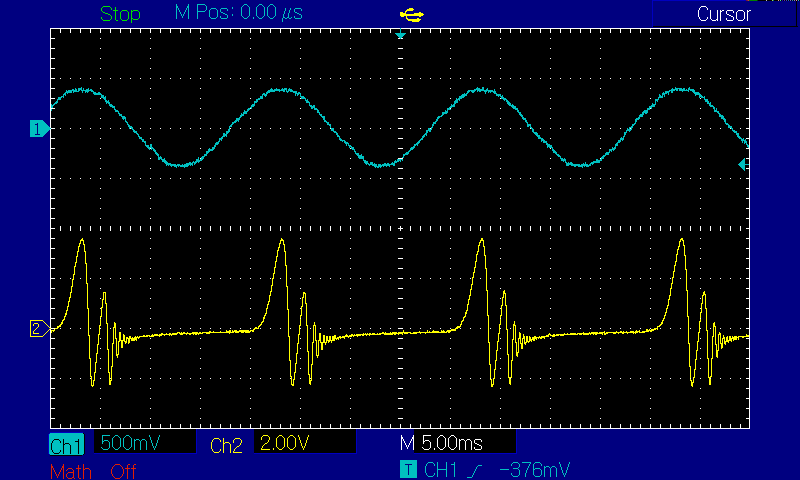 Stop M Pos: 0.00 μs Cursor
1
2
Ch1 500mV Ch2 2.00V M 5.00ms
Math Off T CH1 -376mV